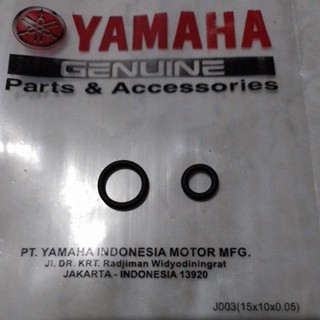 YAMAHA
GENUINE
Parts & Accessories
PT. YAMAHA INDONESIA MOTOR MFG.
Jl. DR. KRT. Radjiman Widyodiningrat
JAKARTA - INDONESIA 13920
J003(15x10x0.05)